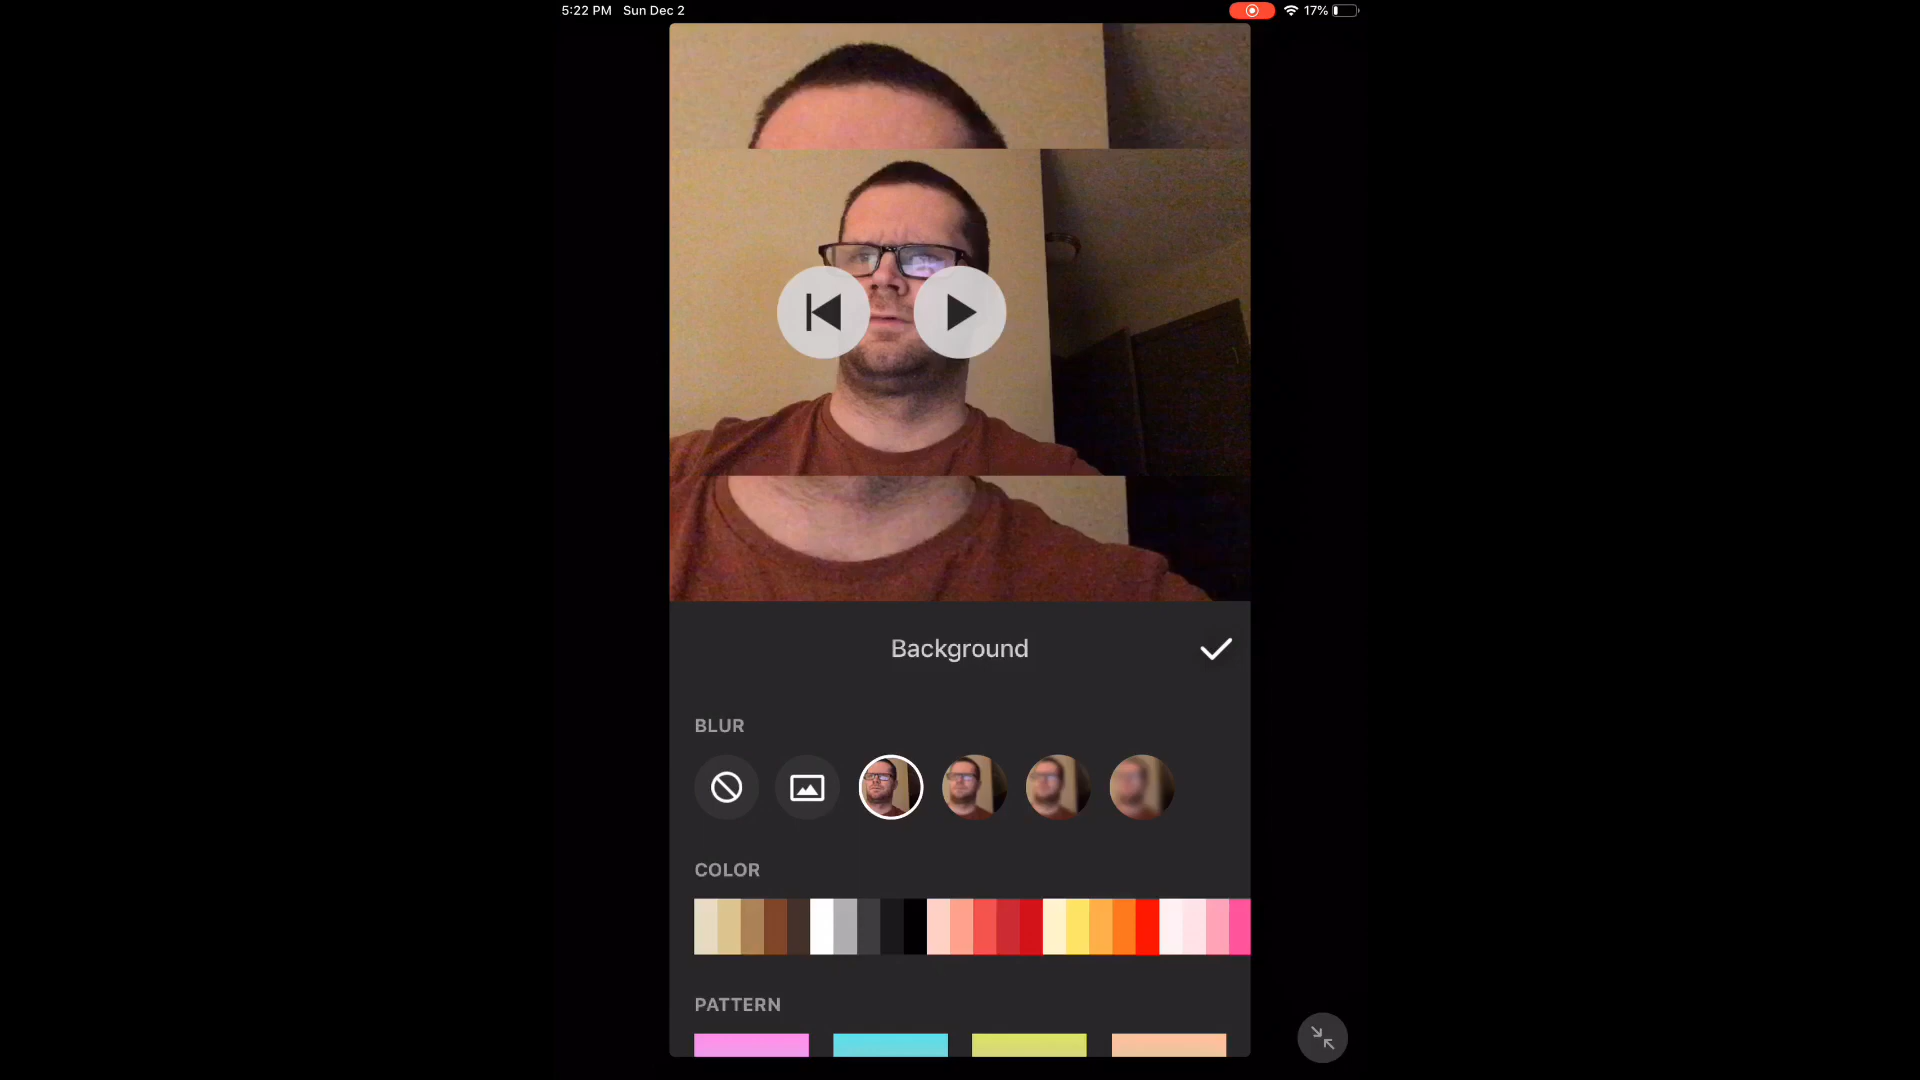 5:22 PM Sun Dec 2
17%
Background
BLUR
COLOR
PATTERN